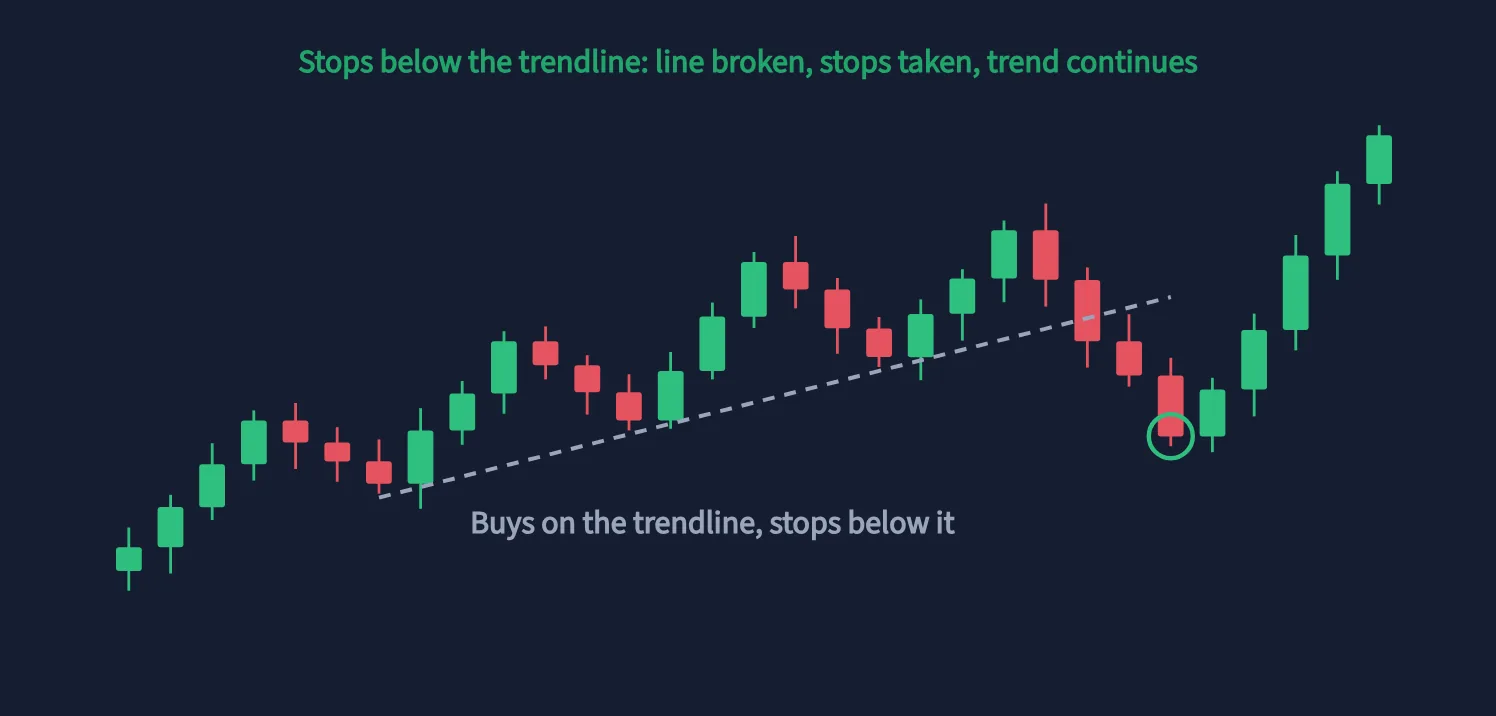 Stops below the trendline: line broken, stops taken, trend continues
Buys on the trendline, stops below it